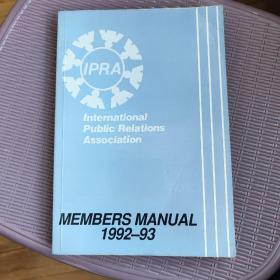 IPRA
International
Public Relations
Association
MEMBERS MANUAL
1992–93